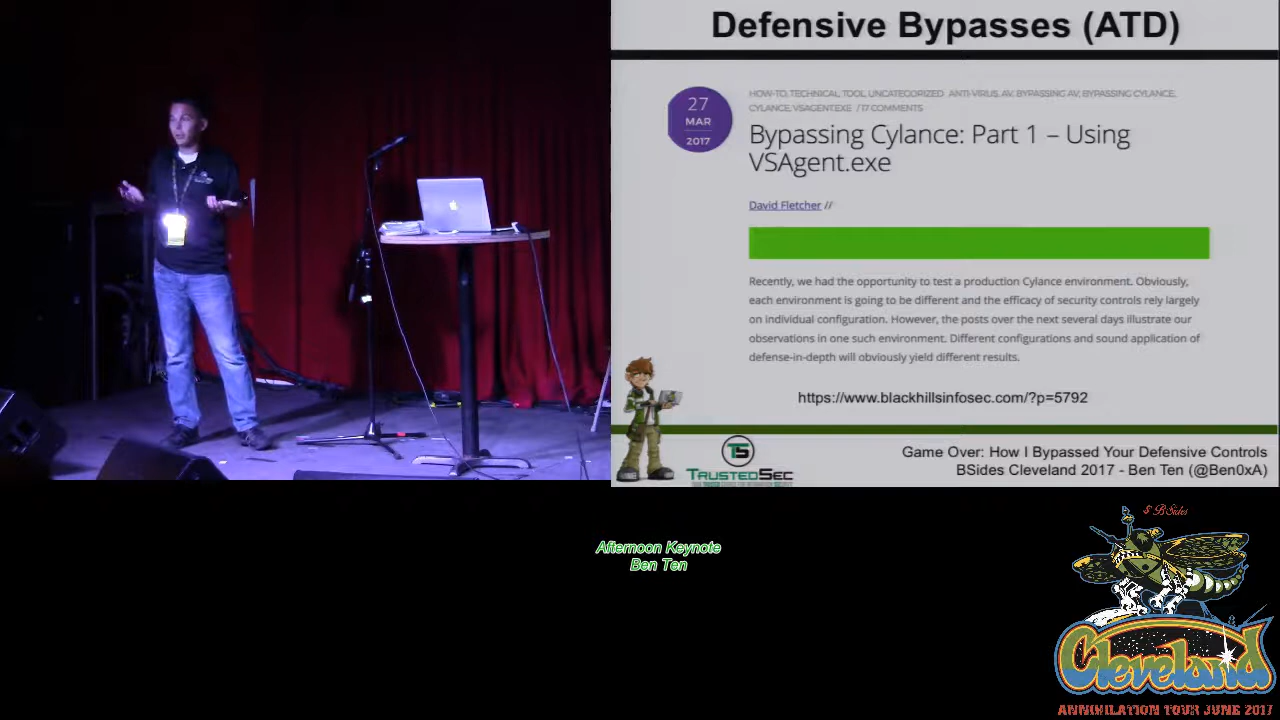 Defensive Bypasses (ATD)
27
MAR
2017
HOW-TO, TECHNICAL, TOOL, UNCATEGORIZED ANTI-VIRUS, AV, BYPASSING AV, BYPASSING CYLANCE,
CYLANCE, VSAGENT.EXE / 17 COMMENTS
Bypassing Cylance: Part 1 – Using
VSAgent.exe
David Fletcher //
Recently, we had the opportunity to test a production Cylance environment. Obviously,
each environment is going to be different and the efficacy of security controls rely largely
on individual configuration. However, the posts over the next several days illustrate our
observations in one such environment. Different configurations and sound application of
defense-in-depth will obviously yield different results.
https://www.blackhillsinfosec.com/?p=5792
TS
TRUSTEDSEC
Game Over: How I Bypassed Your Defensive Controls
BSides Cleveland 2017 - Ben Ten (@Ben0xA)
Afternoon Keynote
Ben Ten
BSides
Cleveland
ANNIHILATION TOUR JUNE 2017